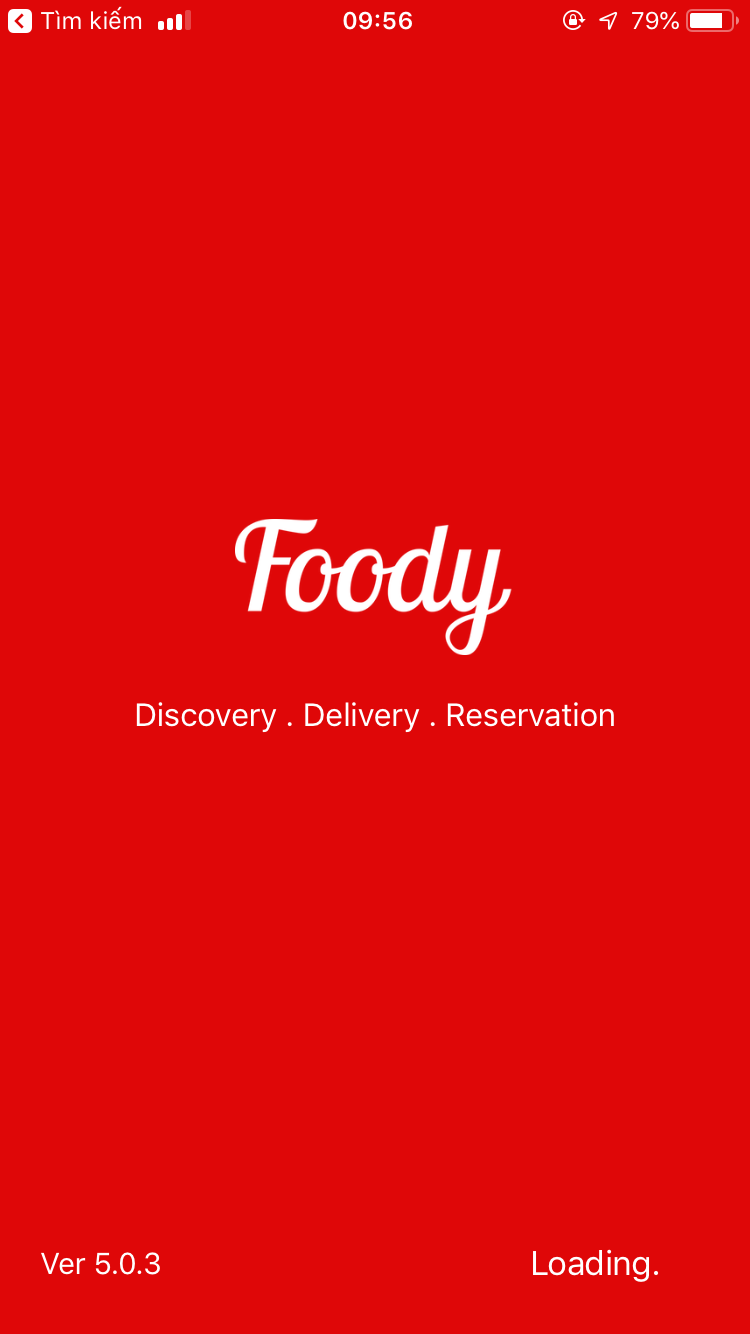 Tìm kiếm 09:56 79%
Foody
Discovery . Delivery . Reservation
Ver 5.0.3 Loading.